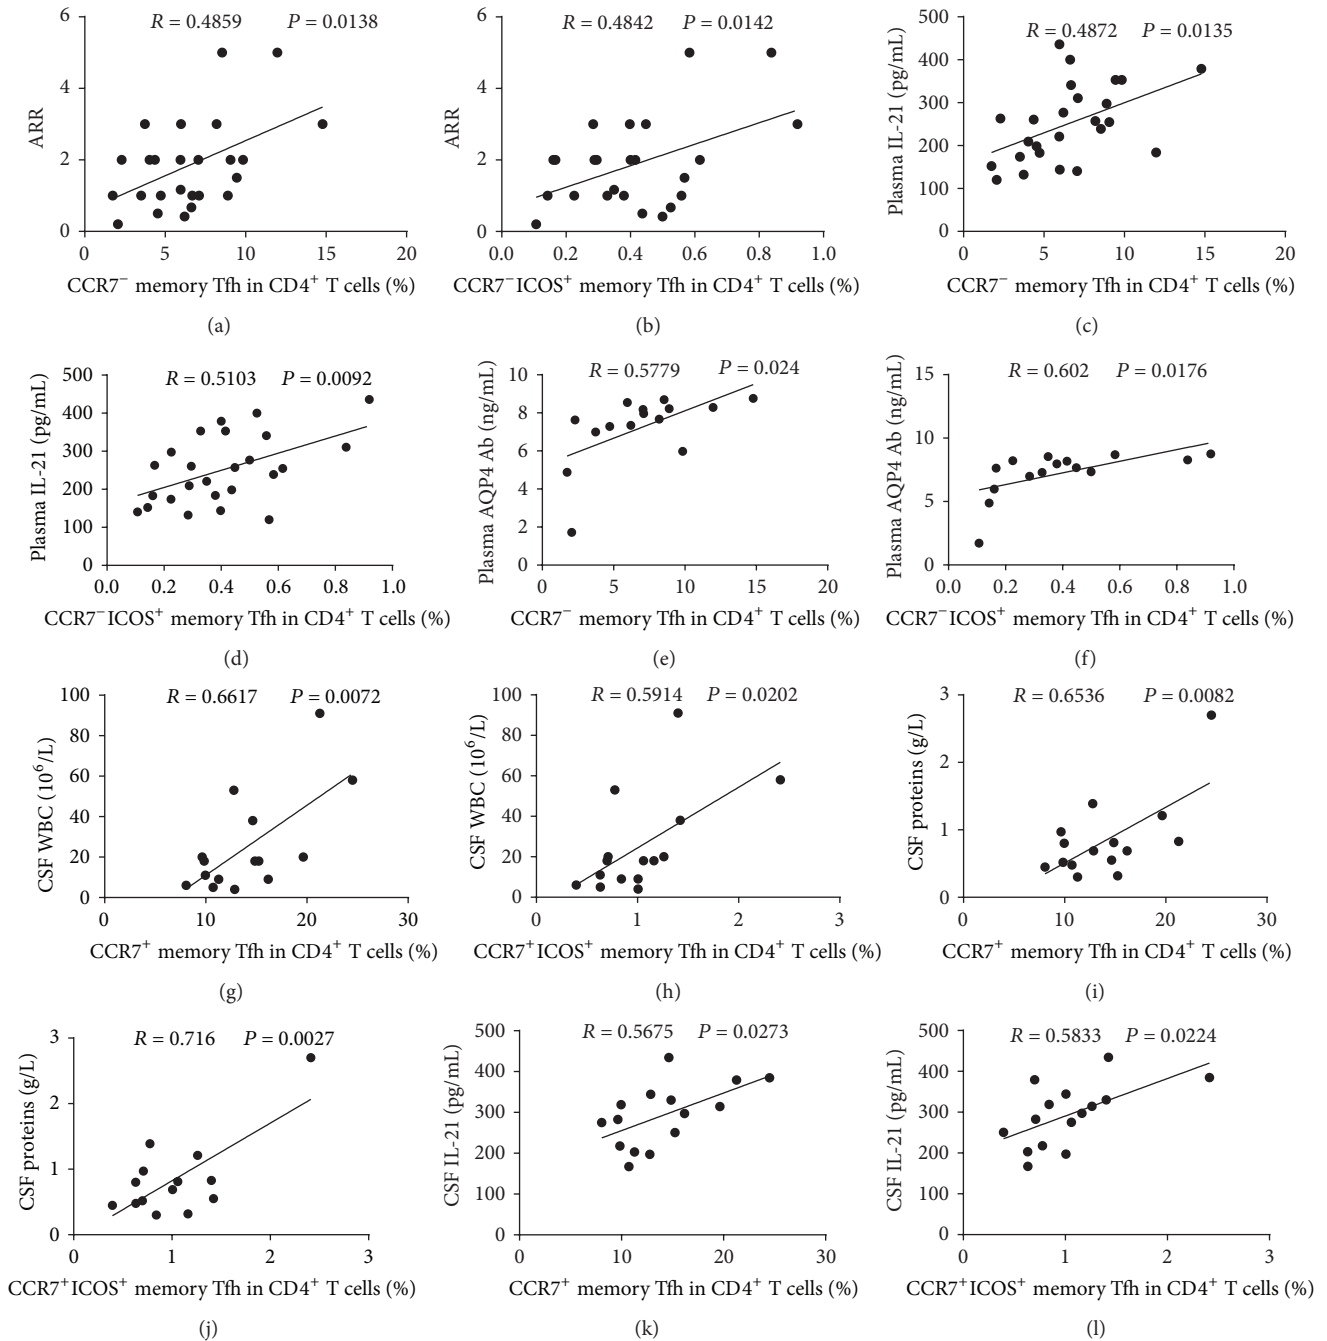 R = 0.4859 P = 0.0138
6
4
2
0
ARR
0 5 10 15 20
CCR7⁻ memory Tfh in CD4⁺ T cells (%)
(a)
R = 0.4842 P = 0.0142
6
4
2
0
ARR
0.0 0.2 0.4 0.6 0.8 1.0
CCR7⁻ICOS⁺ memory Tfh in CD4⁺ T cells (%)
(b)
R = 0.4872 P = 0.0135
500
400
300
200
100
0
Plasma IL-21 (pg/mL)
0 5 10 15 20
CCR7⁻ memory Tfh in CD4⁺ T cells (%)
(c)
R = 0.5103 P = 0.0092
500
400
300
200
100
0
Plasma IL-21 (pg/mL)
0.0 0.2 0.4 0.6 0.8 1.0
CCR7⁻ICOS⁺ memory Tfh in CD4⁺ T cells (%)
(d)
R = 0.5779 P = 0.024
10
8
6
4
2
0
Plasma AQP4 Ab (ng/mL)
0 5 10 15 20
CCR7⁻ memory Tfh in CD4⁺ T cells (%)
(e)
R = 0.602 P = 0.0176
15
10
5
0
Plasma AQP4 Ab (ng/mL)
0.0 0.2 0.4 0.6 0.8 1.0
CCR7⁻ICOS⁺ memory Tfh in CD4⁺ T cells (%)
(f)
R = 0.6617 P = 0.0072
100
80
60
40
20
0
CSF WBC (10⁶/L)
0 10 20 30
CCR7⁺ memory Tfh in CD4⁺ T cells (%)
(g)
R = 0.5914 P = 0.0202
100
80
60
40
20
0
CSF WBC (10⁶/L)
0 1 2 3
CCR7⁺ICOS⁺ memory Tfh in CD4⁺ T cells (%)
(h)
R = 0.6536 P = 0.0082
3
2
1
0
CSF proteins (g/L)
0 10 20 30
CCR7⁺ memory Tfh in CD4⁺ T cells (%)
(i)
R = 0.716 P = 0.0027
3
2
1
0
CSF proteins (g/L)
0 1 2 3
CCR7⁺ICOS⁺ memory Tfh in CD4⁺ T cells (%)
(j)
R = 0.5675 P = 0.0273
500
400
300
200
100
0
CSF IL-21 (pg/mL)
0 10 20 30
CCR7⁺ memory Tfh in CD4⁺ T cells (%)
(k)
R = 0.5833 P = 0.0224
500
400
300
200
100
0
CSF IL-21 (pg/mL)
0 1 2 3
CCR7⁺ICOS⁺ memory Tfh in CD4⁺ T cells (%)
(l)